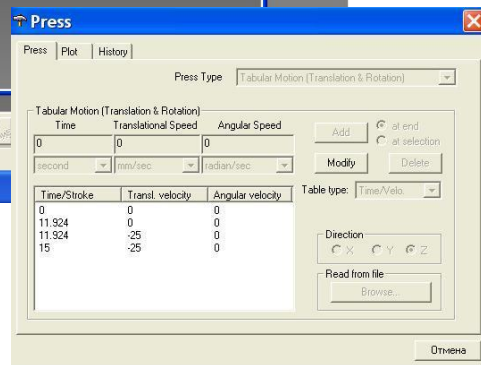 Press
Press Plot History
Press Type Tabular Motion (Translation & Rotation)
Tabular Motion (Translation & Rotation)
Time Translational Speed Angular Speed
0 0 0
second mm/sec radian/sec
Add at end
at selection
Modify Delete
Table type: Time/Velo.
Time/Stroke Transl. velocity Angular velocity
0 0 0
11.924 0 0
11.924 -25 0
15 -25 0
Direction
X Y Z
Read from file
Browse...
Отмена